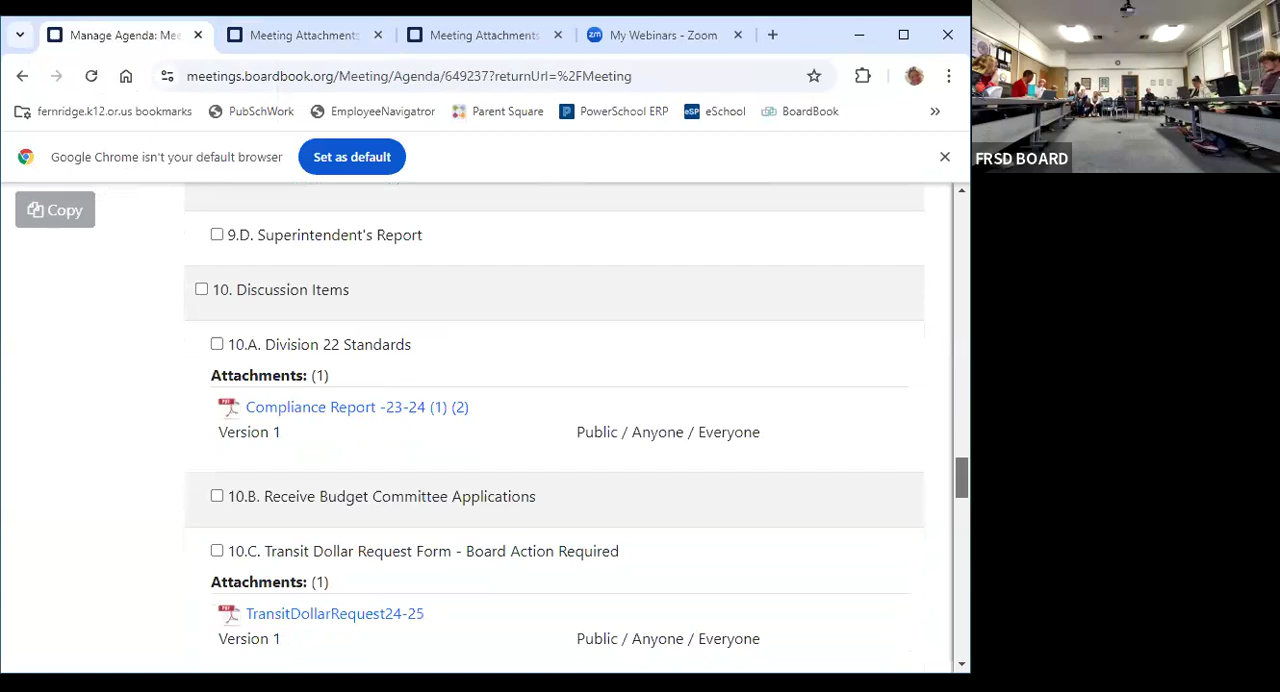 Manage Agenda: Mee
Meeting Attachments
Meeting Attachments
zm My Webinars - Zoom
meetings.boardbook.org/Meeting/Agenda/649237?returnUrl=%2FMeeting
fernridge.k12.or.us bookmarks
PubSchWork
EmployeeNavigator
Parent Square
PowerSchool ERP
eSP eSchool
BoardBook
Google Chrome isn't your default browser
Set as default
Copy
9.D. Superintendent's Report
10. Discussion Items
10.A. Division 22 Standards
Attachments: (1)
Compliance Report -23-24 (1) (2)
Version 1 Public / Anyone / Everyone
10.B. Receive Budget Committee Applications
10.C. Transit Dollar Request Form - Board Action Required
Attachments: (1)
TransitDollarRequest24-25
Version 1 Public / Anyone / Everyone
FRSD BOARD